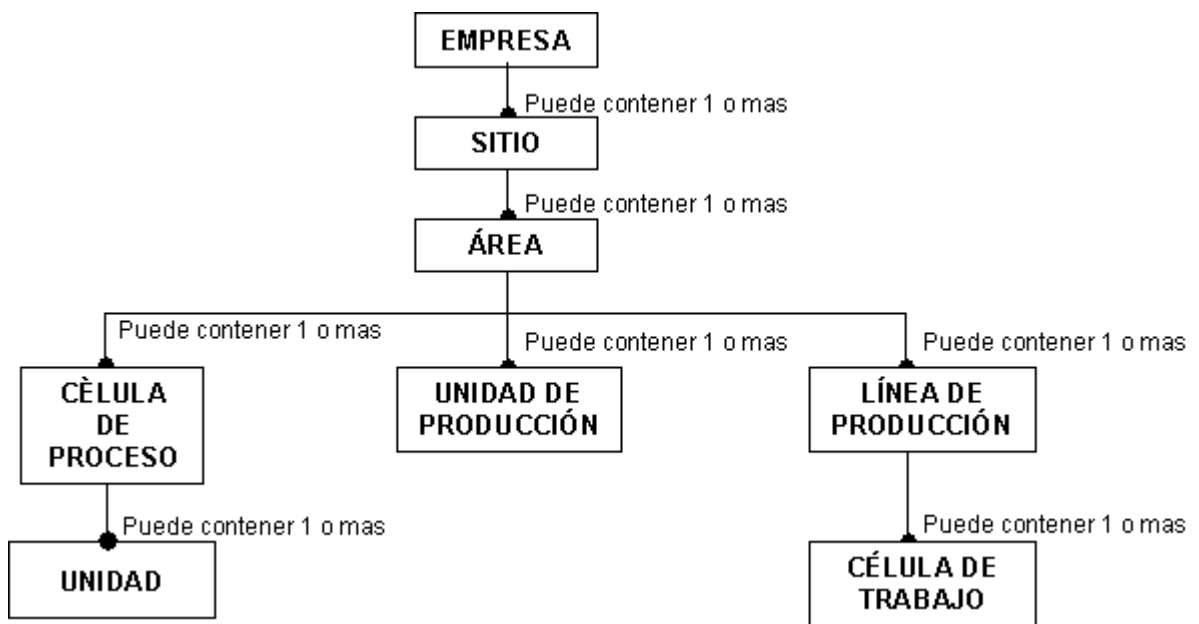 EMPRESA
Puede contener 1 o mas
SITIO
Puede contener 1 o mas
ÁREA
Puede contener 1 o mas
Puede contener 1 o mas
Puede contener 1 o mas
CÈLULA
DE
PROCESO
UNIDAD DE
PRODUCCIÓN
LÍNEA DE
PRODUCCIÓN
Puede contener 1 o mas
Puede contener 1 o mas
UNIDAD
CÉLULA DE
TRABAJO